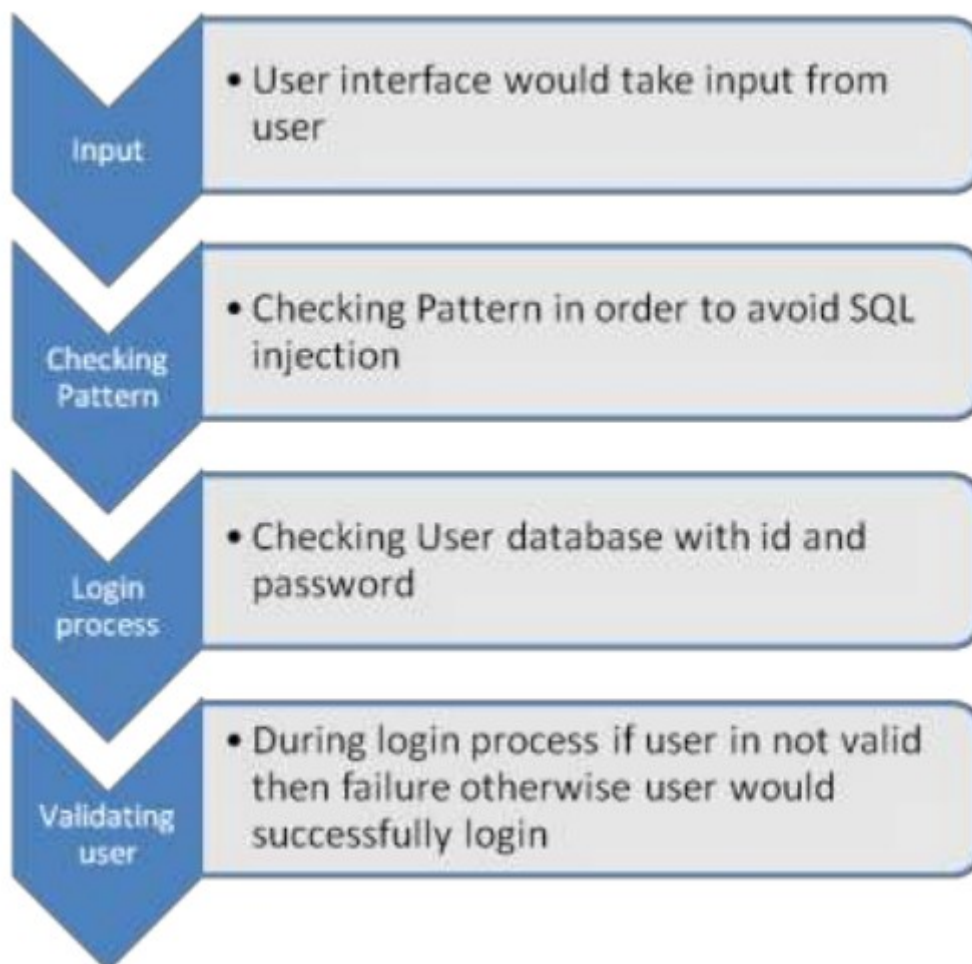 Input
• User interface would take input from
user
Checking
Pattern
• Checking Pattern in order to avoid SQL
injection
Login
process
• Checking User database with id and
password
Validating
user
• During login process if user in not valid
then failure otherwise user would
successfully login